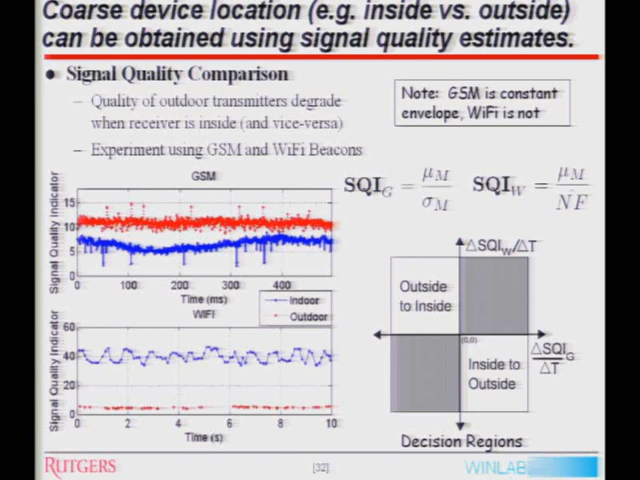 Coarse device location (e.g. inside vs. outside)
can be obtained using signal quality estimates.
● Signal Quality Comparison
– Quality of outdoor transmitters degrade
when receiver is inside (and vice-versa)
– Experiment using GSM and WiFi Beacons
Note: GSM is constant
envelope, WiFi is not
SQI_G = μ_M / σ_M
SQI_W = μ_M / NF
GSM
Signal Quality Indicator
15
10
5
0
0 100 200 300 400
Time (ms)
Indoor
Outdoor
WIFI
Signal Quality Indicator
60
40
20
0
0 2 4 6 8 10
Time (s)
△SQI_W/△T
Outside
to Inside
(0,0)
△SQI_G
△T
Inside to
Outside
Decision Regions
RUTGERS
[32]
WINLAB